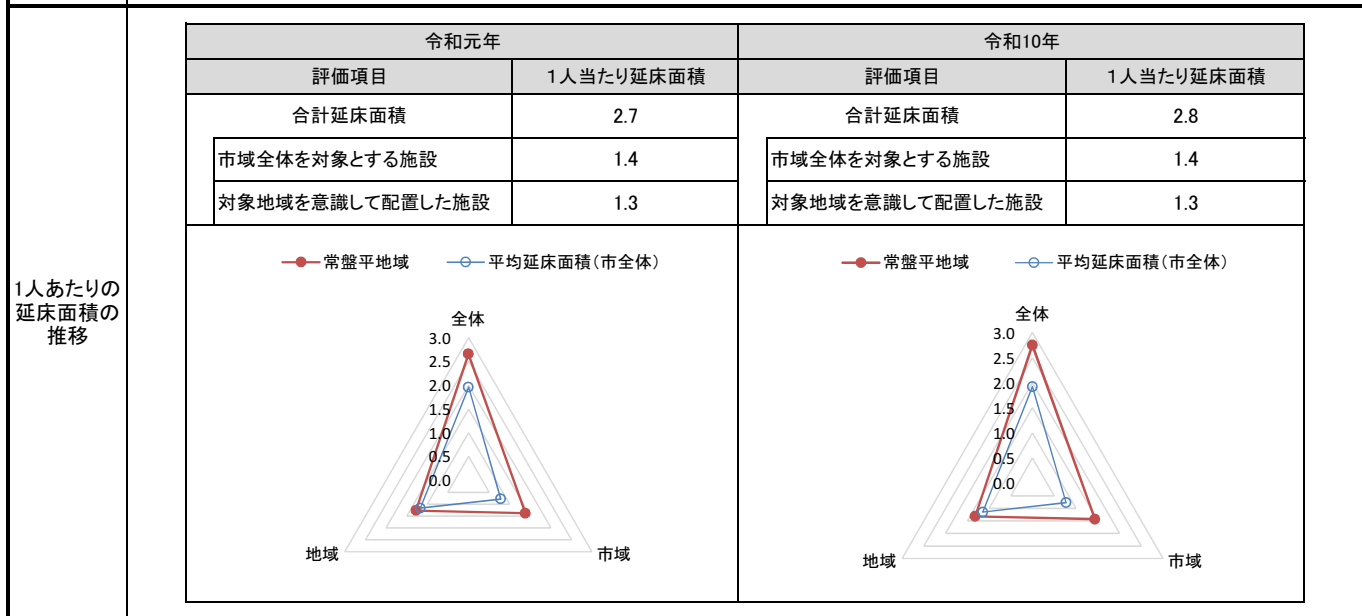 1人あたりの
延床面積の
推移
令和元年
評価項目 1人当たり延床面積
合計延床面積 2.7
市域全体を対象とする施設 1.4
対象地域を意識して配置した施設 1.3
常盤平地域 平均延床面積(市全体)
全体
3.0
2.5
2.0
1.5
1.0
0.5
0.0
地域 市域
令和10年
評価項目 1人当たり延床面積
合計延床面積 2.8
市域全体を対象とする施設 1.4
対象地域を意識して配置した施設 1.3
常盤平地域 平均延床面積(市全体)
全体
3.0
2.5
2.0
1.5
1.0
0.5
0.0
地域 市域